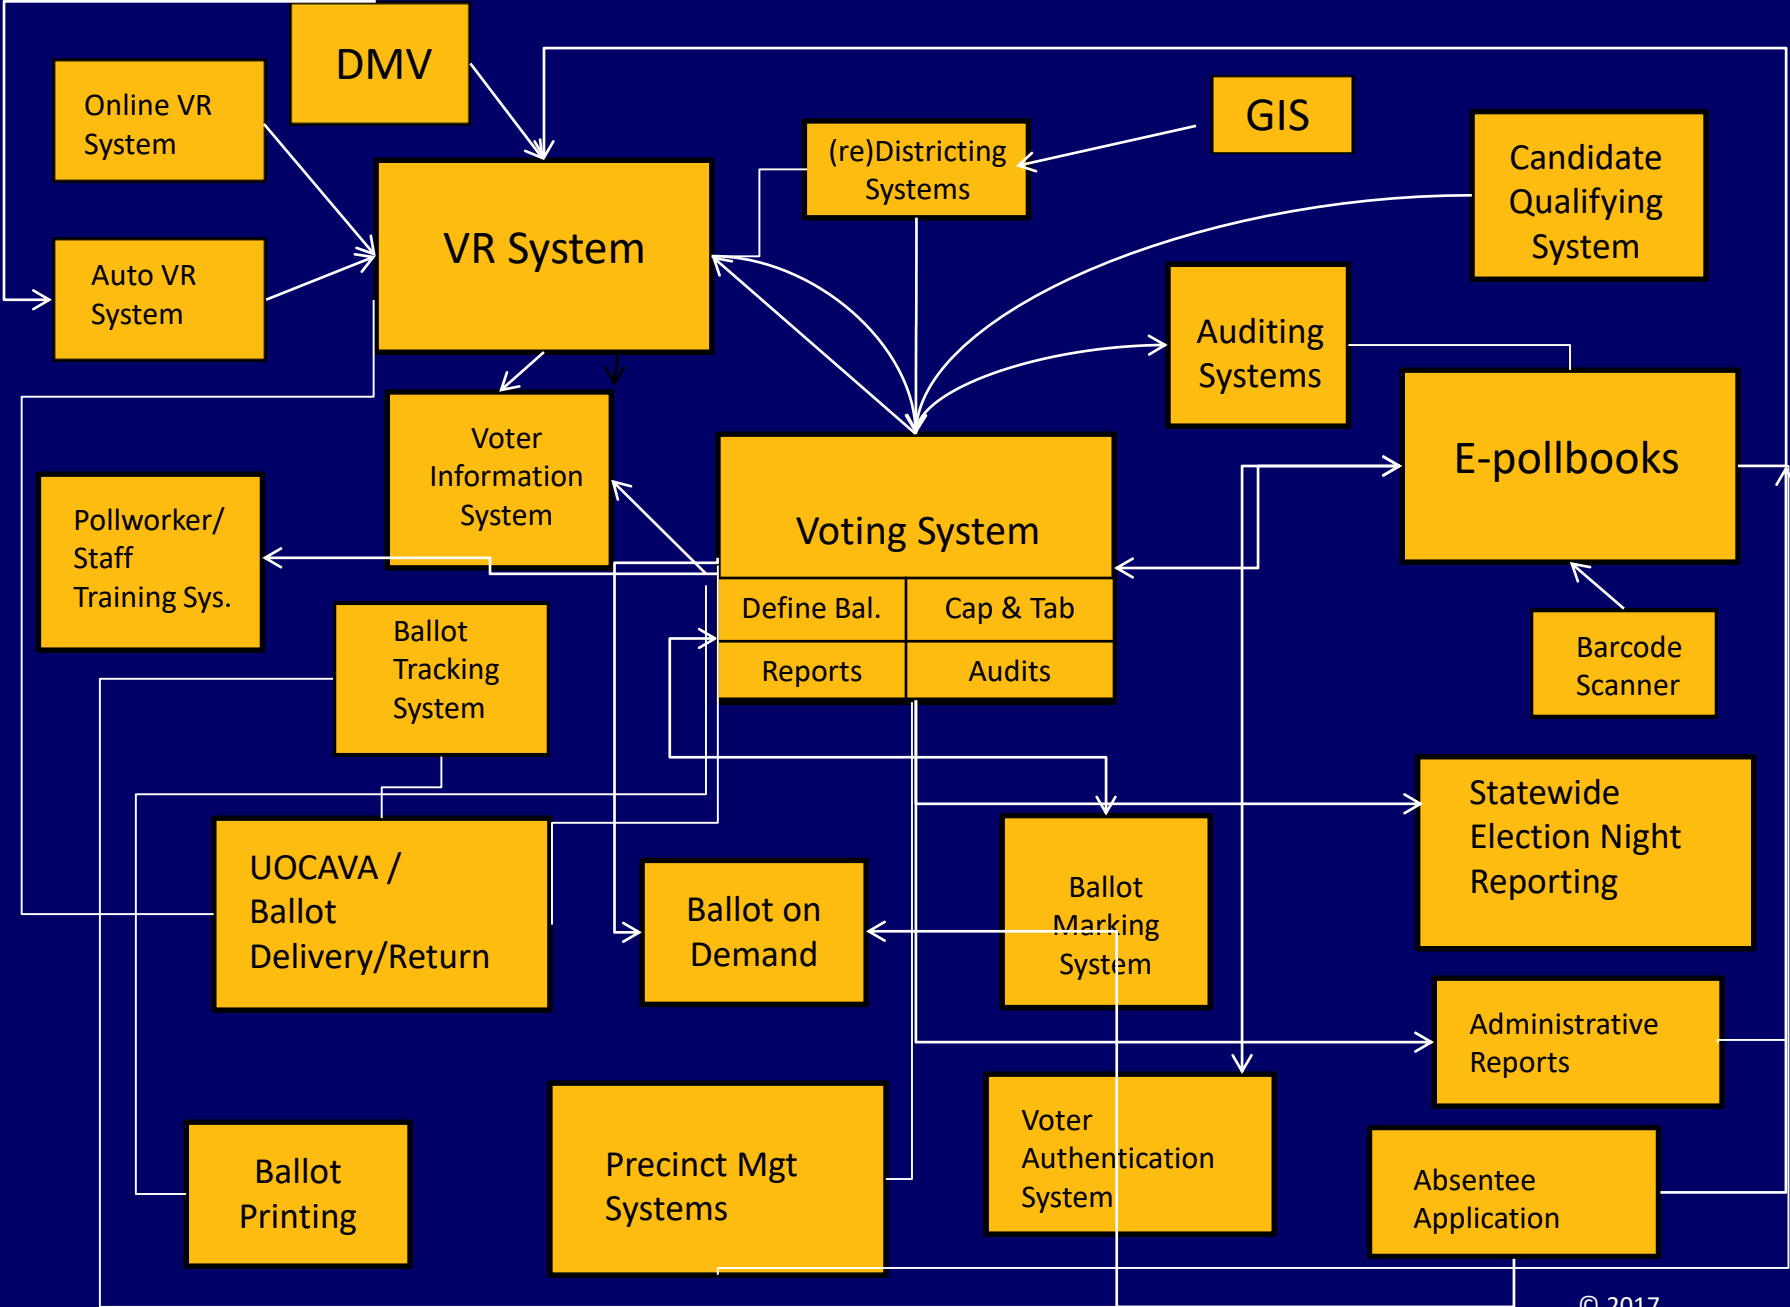 DMV
Online VR
System
GIS
(re)Districting
Systems
Candidate
Qualifying
System
VR System
Auto VR
System
Auditing
Systems
Voter
Information
System
E-pollbooks
Pollworker/
Staff
Training Sys.
Voting System
Define Bal.
Cap & Tab
Reports
Audits
Ballot
Tracking
System
Barcode
Scanner
Statewide
Election Night
Reporting
UOCAVA /
Ballot
Delivery/Return
Ballot on
Demand
Ballot
Marking
System
Administrative
Reports
Ballot
Printing
Precinct Mgt
Systems
Voter
Authentication
System
Absentee
Application
© 2017